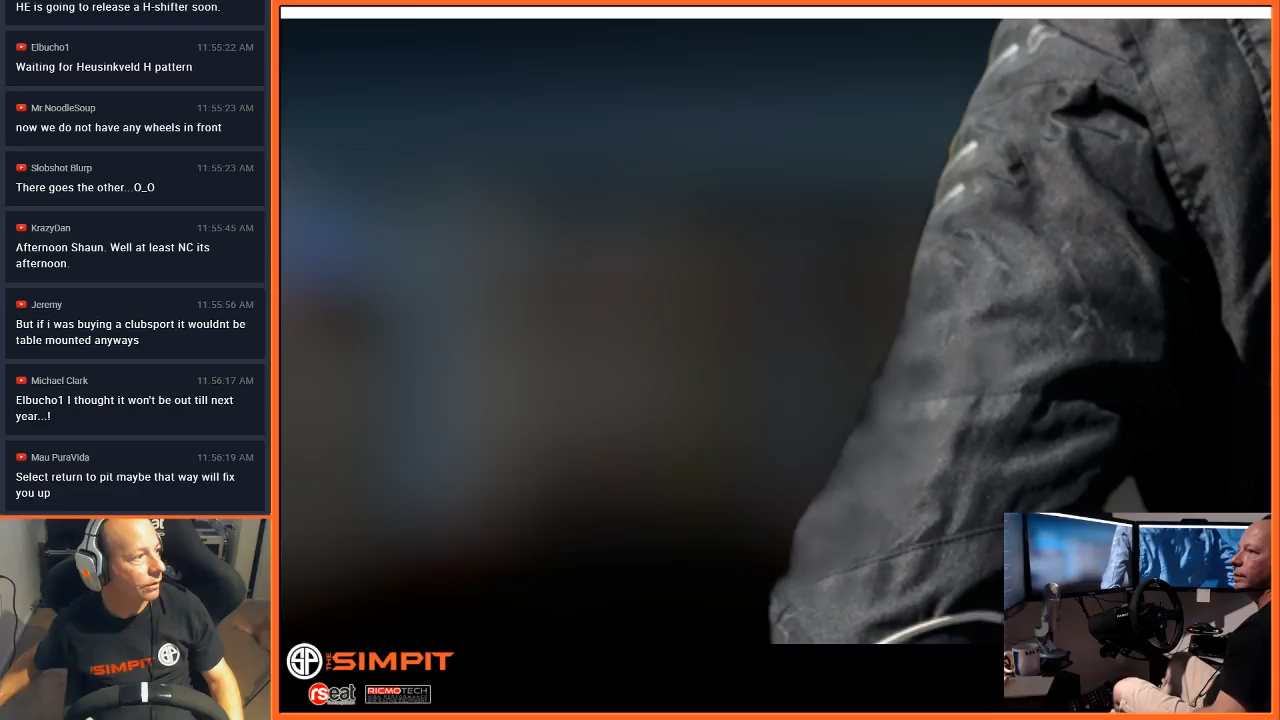 HE is going to release a H-shifter soon.
Elbucho1 11:55:22 AM
Waiting for Heusinkveld H pattern
Mr.NoodleSoup 11:55:23 AM
now we do not have any wheels in front
Slobshot Blurp 11:55:23 AM
There goes the other...O_O
KrazyDan 11:55:45 AM
Afternoon Shaun. Well at least NC its
afternoon.
Jeremy 11:55:56 AM
But if i was buying a clubsport it wouldnt be
table mounted anyways
Michael Clark 11:56:17 AM
Elbucho1 I thought it won't be out till next
year...!
Mau PuraVida 11:56:19 AM
Select return to pit maybe that way will fix
you up
THE SIMPIT
SP
THE SIMPIT
rseat RICMOTECH